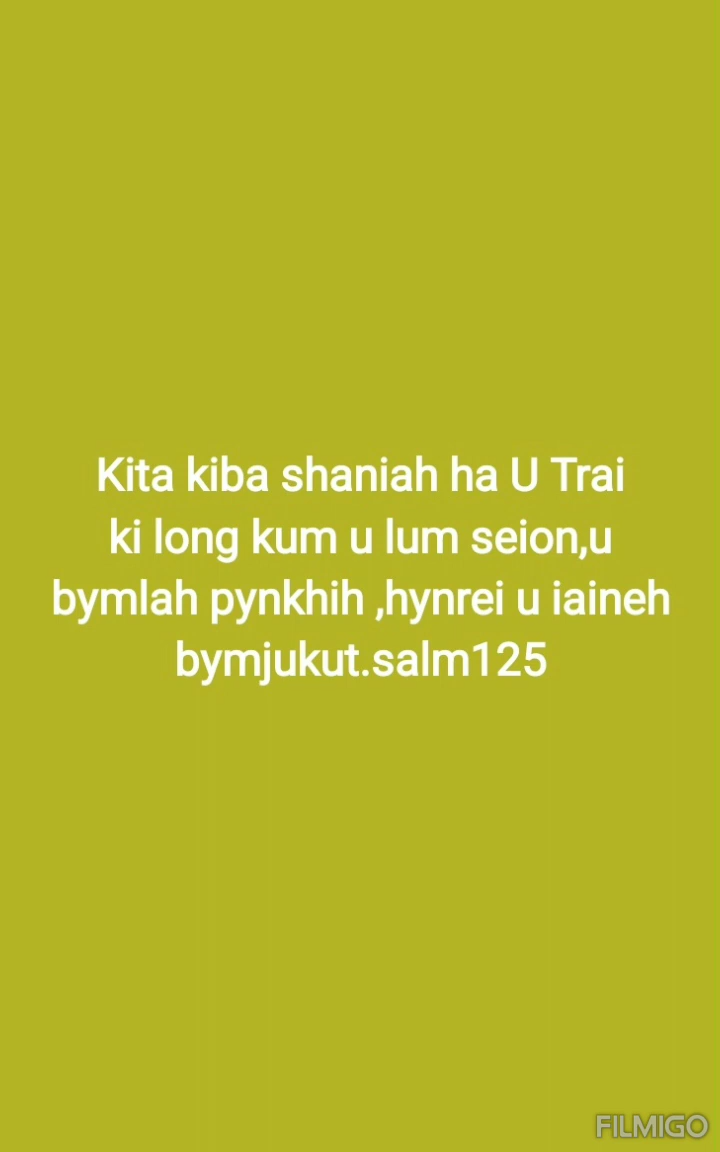 Kita kiba shaniah ha U Trai
ki long kum u lum seion,u
bymlah pynkhih ,hynrei u iaineh
bymjukut.salm125
FILMIGO